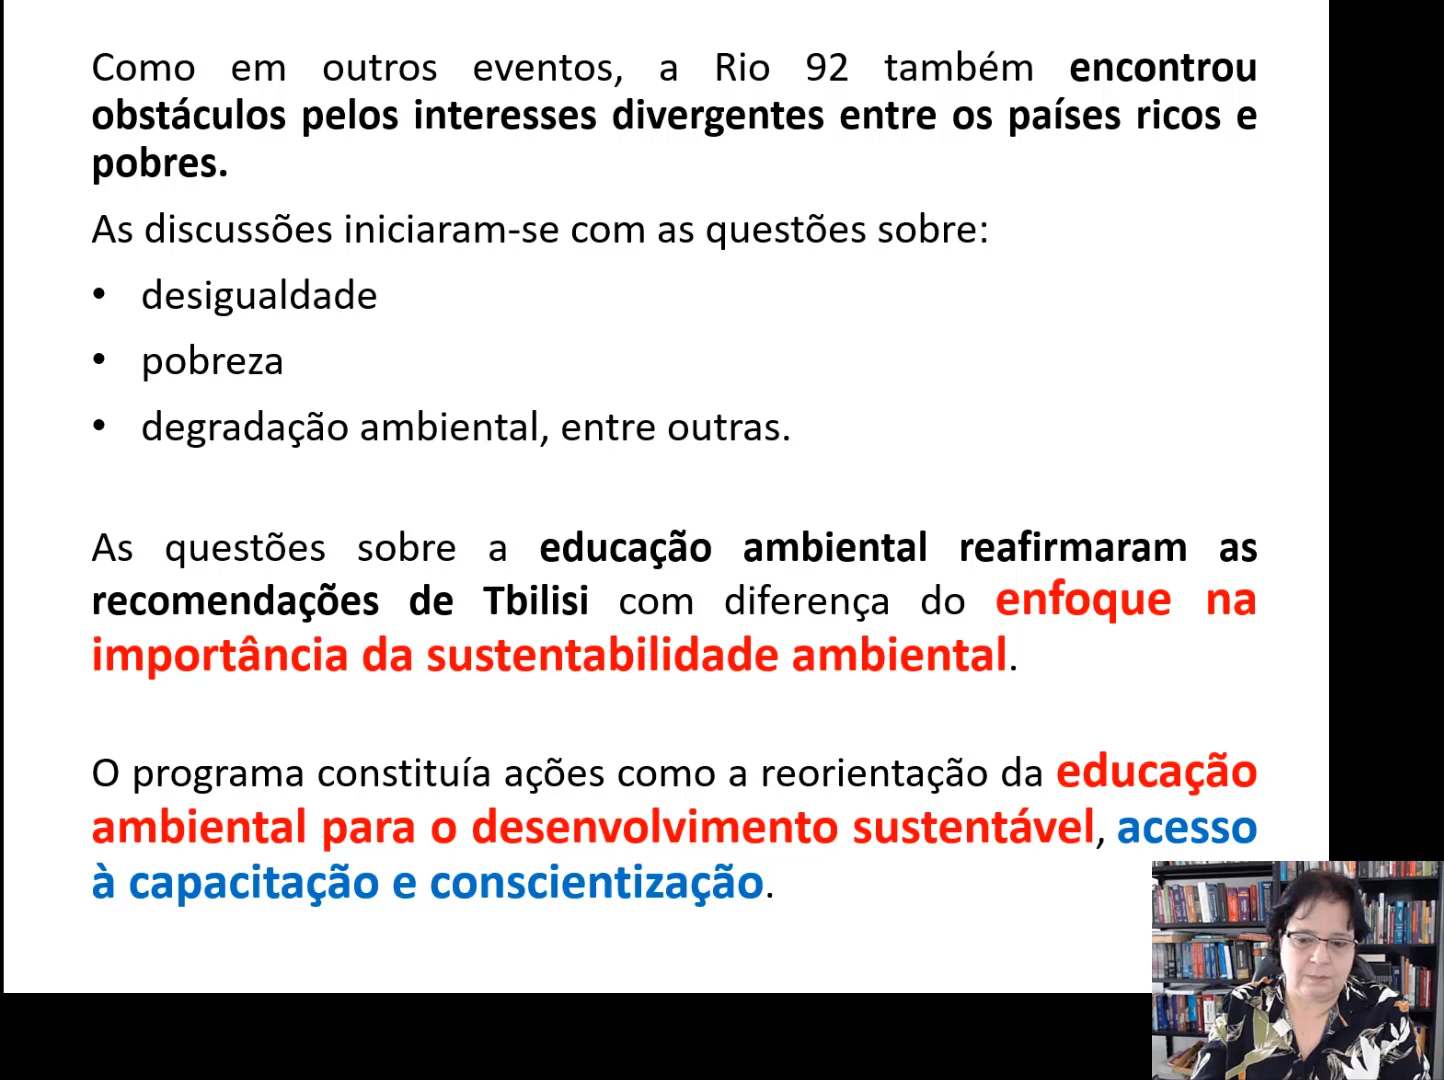 Como em outros eventos, a Rio 92 também encontrou
obstáculos pelos interesses divergentes entre os países ricos e
pobres.
As discussões iniciaram-se com as questões sobre:
• desigualdade
• pobreza
• degradação ambiental, entre outras.
As questões sobre a educação ambiental reafirmaram as
recomendações de Tbilisi com diferença do enfoque na
importância da sustentabilidade ambiental.
O programa constituía ações como a reorientação da educação
ambiental para o desenvolvimento sustentável, acesso
à capacitação e conscientização.